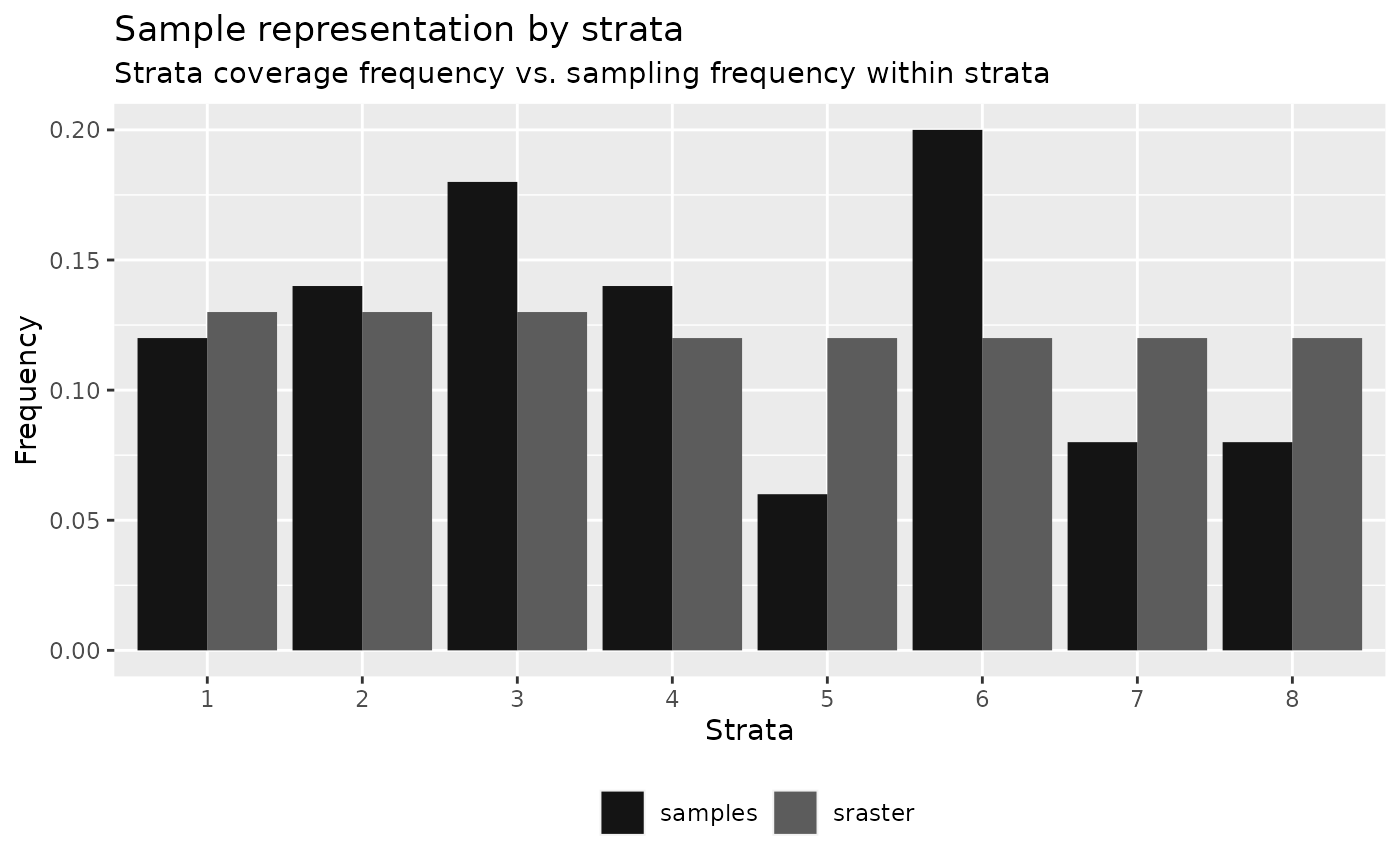 Sample representation by strata
Strata coverage frequency vs. sampling frequency within strata
Frequency
0.20
0.15
0.10
0.05
0.00
1 2 3 4 5 6 7 8
Strata
samples sraster